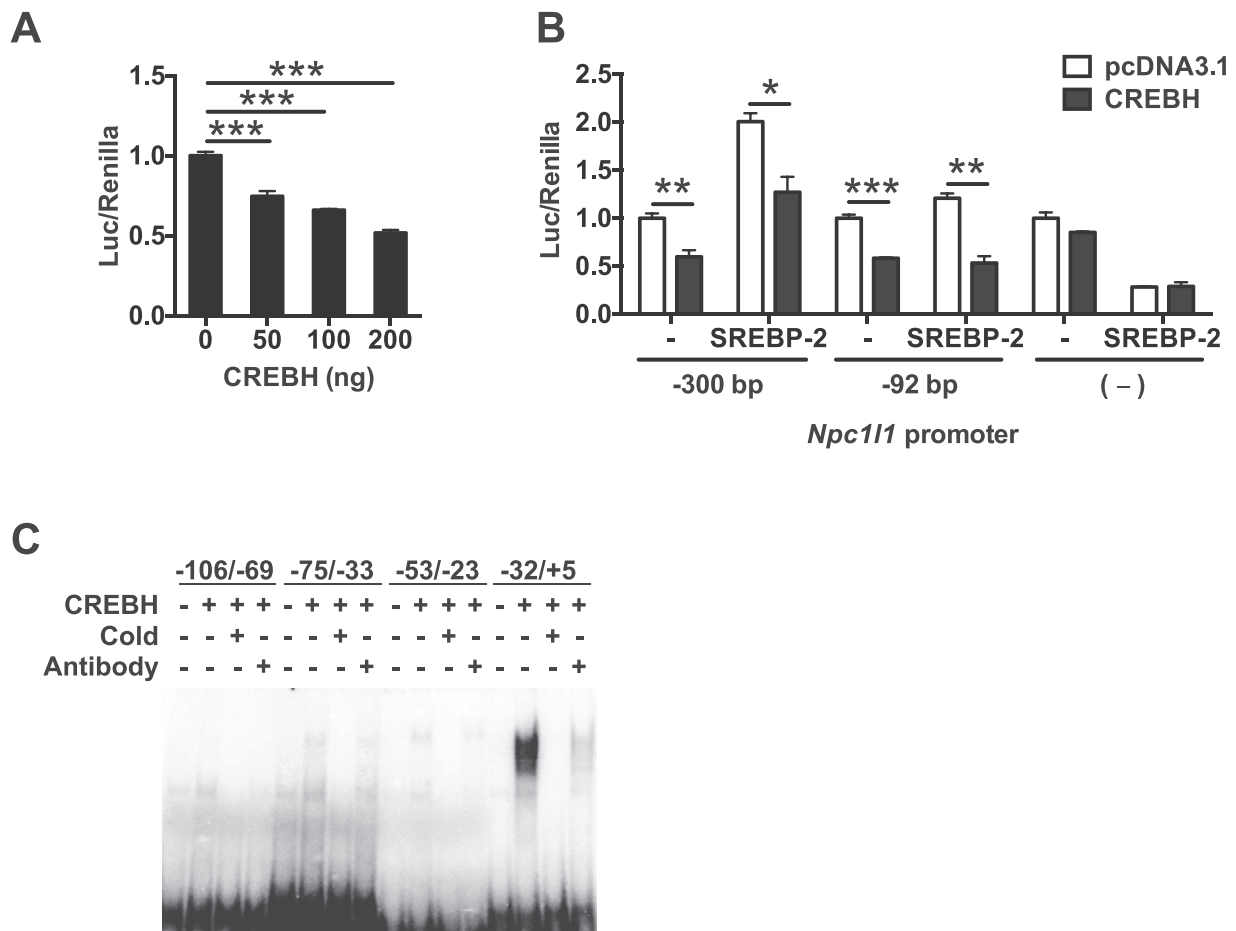 A
Luc/Renilla
1.5
1.0
0.5
0.0
***
***
***
0 50 100 200
CREBH (ng)
B
Luc/Renilla
2.5
2.0
1.5
1.0
0.5
0.0
pcDNA3.1
CREBH
** * *** **
- SREBP-2 - SREBP-2 - SREBP-2
-300 bp -92 bp ( – )
Npc1l1 promoter
C
-106/-69 -75/-33 -53/-23 -32/+5
CREBH - + + + - + + + - + + + - + + +
Cold - - + - - - + - - - + - - - + -
Antibody - - - + - - - + - - - + - - - +